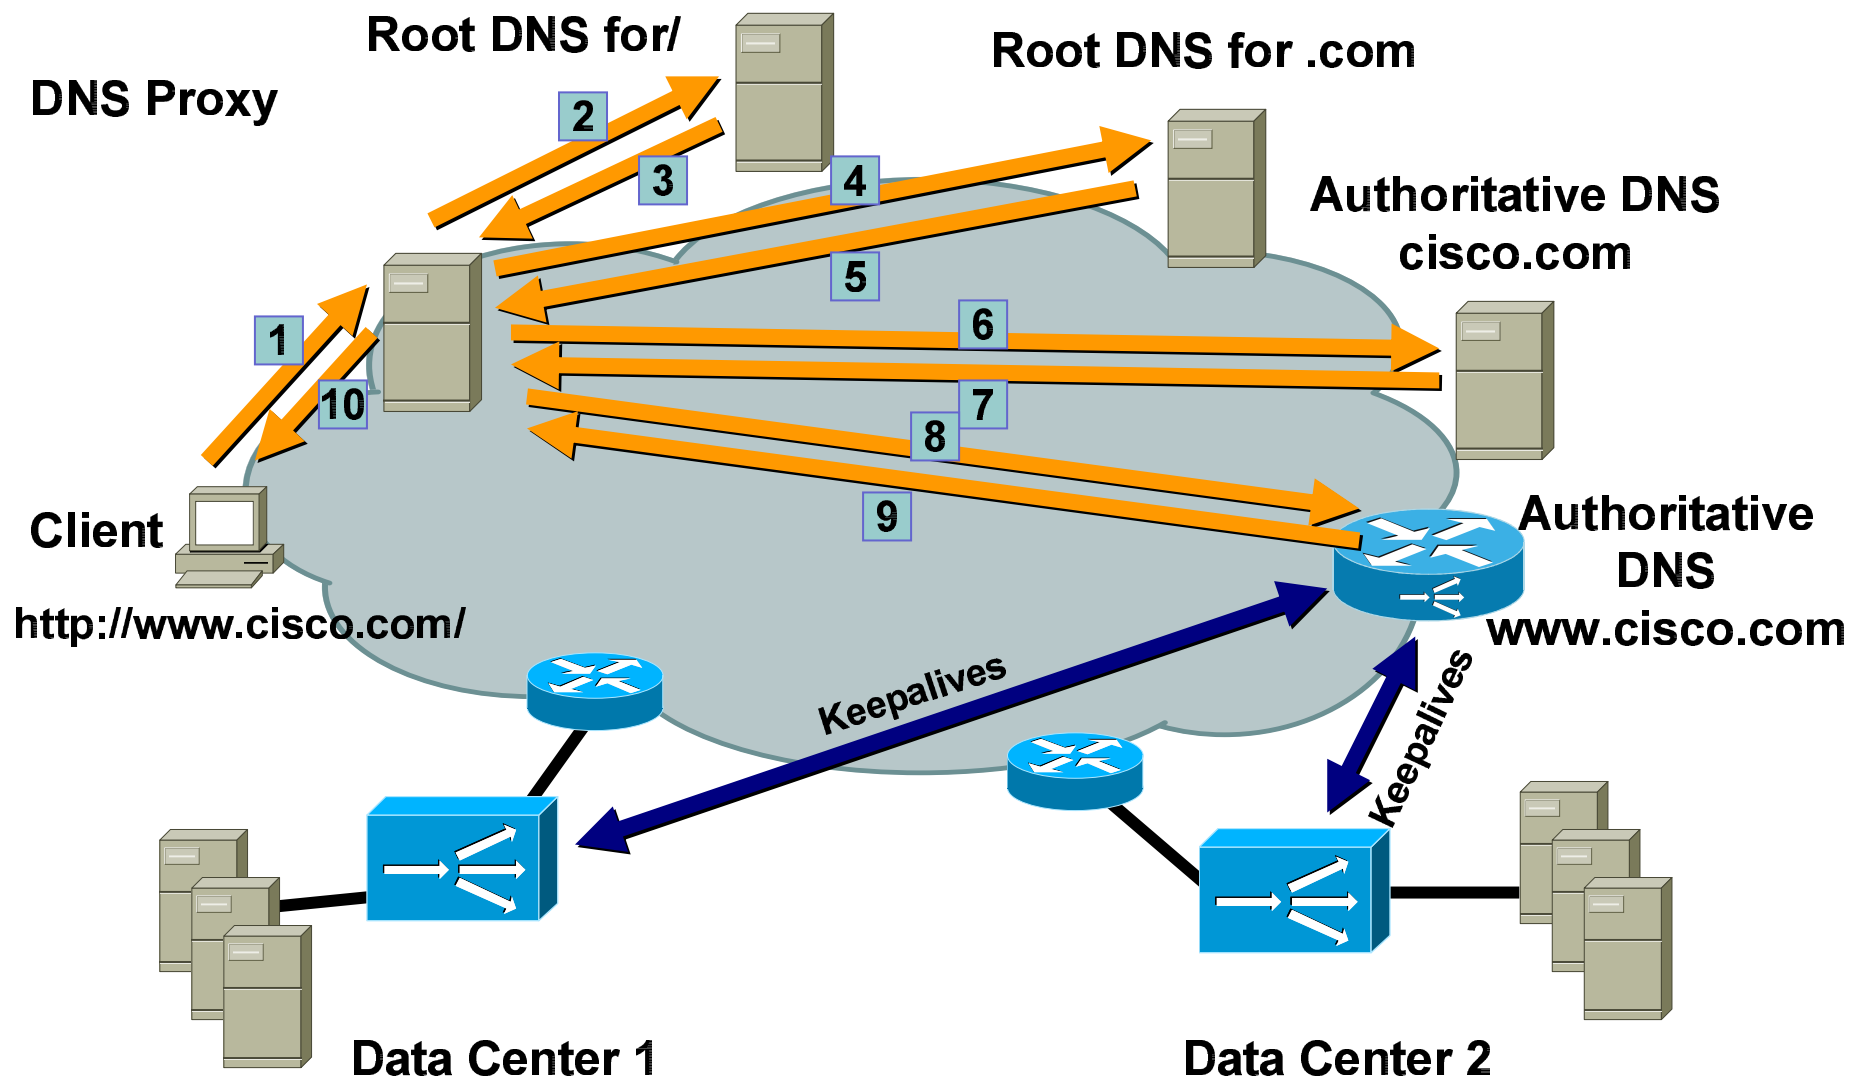 Root DNS for/
Root DNS for .com
DNS Proxy
2
3
4
Authoritative DNS
cisco.com
5
1
6
10
7
8
9
Client
Authoritative
DNS
www.cisco.com
http://www.cisco.com/
Keepalives
Keepalives
Data Center 1
Data Center 2